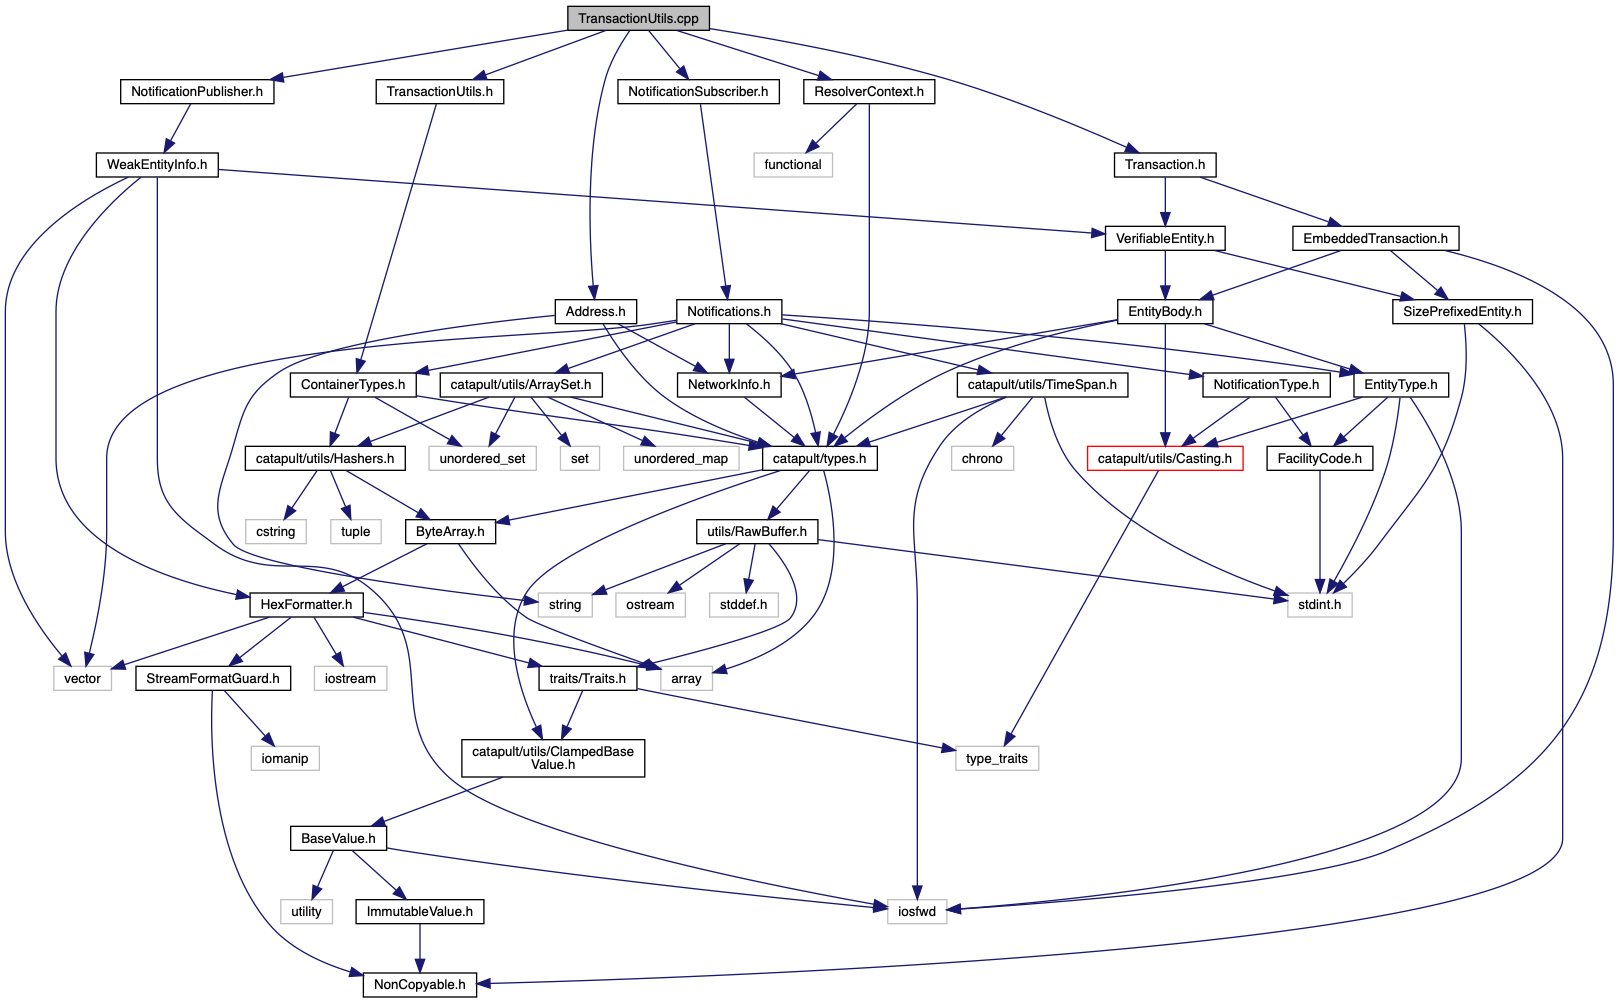 TransactionUtils.cpp
NotificationPublisher.h
TransactionUtils.h
NotificationSubscriber.h
ResolverContext.h
WeakEntityInfo.h
functional
Transaction.h
VerifiableEntity.h
EmbeddedTransaction.h
Address.h
Notifications.h
EntityBody.h
SizePrefixedEntity.h
ContainerTypes.h
catapult/utils/ArraySet.h
NetworkInfo.h
catapult/utils/TimeSpan.h
NotificationType.h
EntityType.h
catapult/utils/Hashers.h
unordered_set
set
unordered_map
catapult/types.h
chrono
catapult/utils/Casting.h
FacilityCode.h
cstring
tuple
ByteArray.h
utils/RawBuffer.h
HexFormatter.h
string
ostream
stddef.h
stdint.h
vector
StreamFormatGuard.h
iostream
traits/Traits.h
array
iomanip
catapult/utils/ClampedBase
Value.h
type_traits
BaseValue.h
utility
ImmutableValue.h
iosfwd
NonCopyable.h